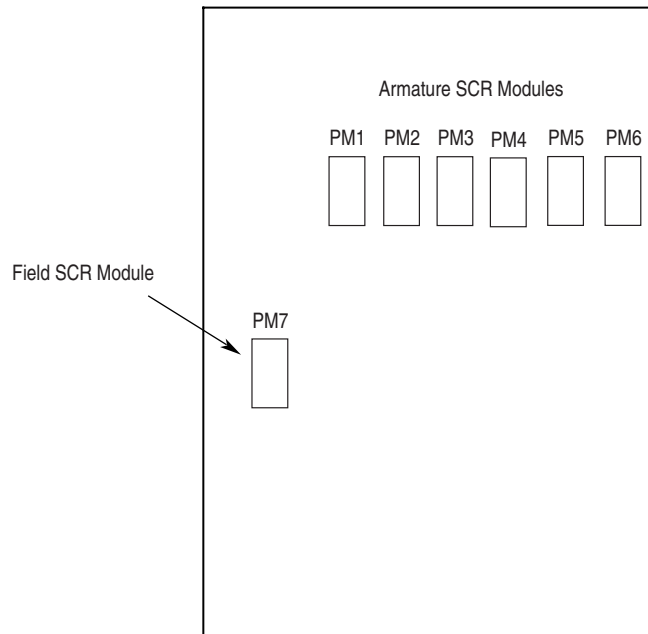 Armature SCR Modules
PM1 PM2 PM3 PM4 PM5 PM6
Field SCR Module
PM7